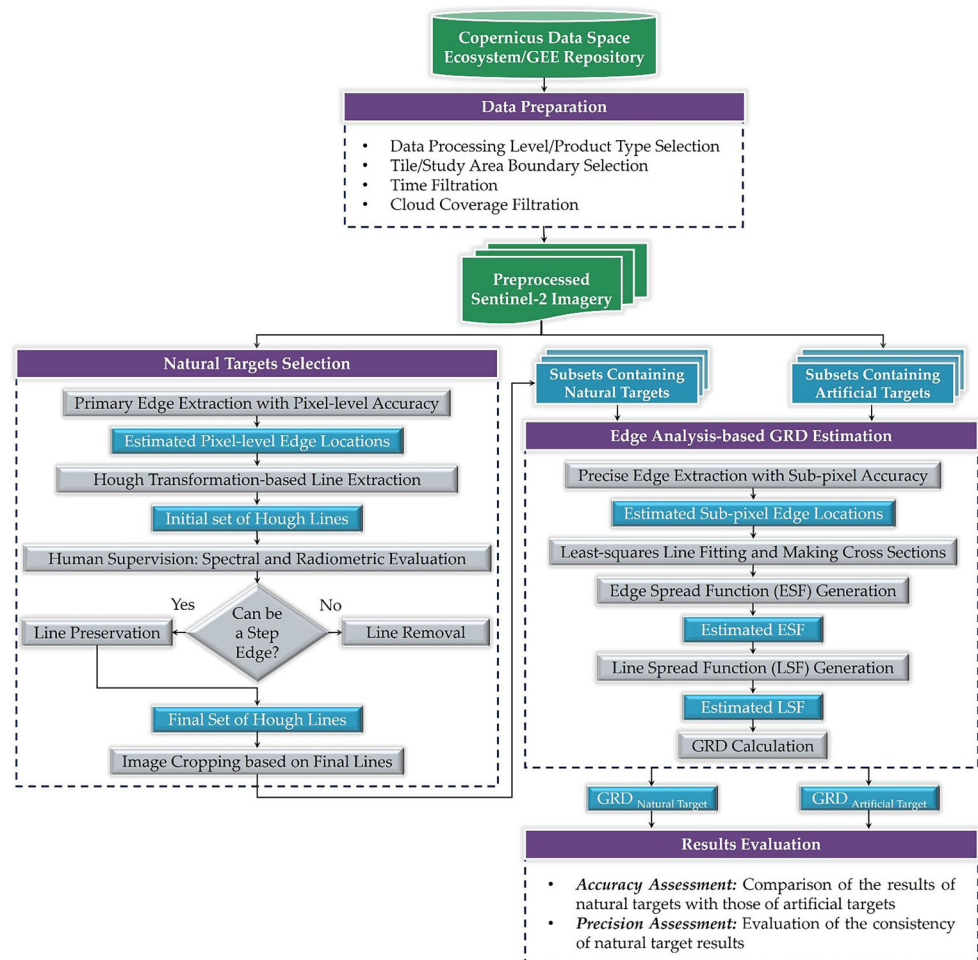 Copernicus Data Space
Ecosystem/GEE Repository
Data Preparation
• Data Processing Level/Product Type Selection
• Tile/Study Area Boundary Selection
• Time Filtration
• Cloud Coverage Filtration
Preprocessed
Sentinel-2 Imagery
Natural Targets Selection
Primary Edge Extraction with Pixel-level Accuracy
Estimated Pixel-level Edge Locations
Hough Transformation-based Line Extraction
Initial set of Hough Lines
Human Supervision: Spectral and Radiometric Evaluation
Yes
No
Can be
a Step
Edge?
Line Preservation
Line Removal
Final Set of Hough Lines
Image Cropping based on Final Lines
Subsets Containing
Natural Targets
Subsets Containing
Artificial Targets
Edge Analysis-based GRD Estimation
Precise Edge Extraction with Sub-pixel Accuracy
Estimated Sub-pixel Edge Locations
Least-squares Line Fitting and Making Cross Sections
Edge Spread Function (ESF) Generation
Estimated ESF
Line Spread Function (LSF) Generation
Estimated LSF
GRD Calculation
GRD Natural Target
GRD Artificial Target
Results Evaluation
• Accuracy Assessment: Comparison of the results of
natural targets with those of artificial targets
• Precision Assessment: Evaluation of the consistency
of natural target results